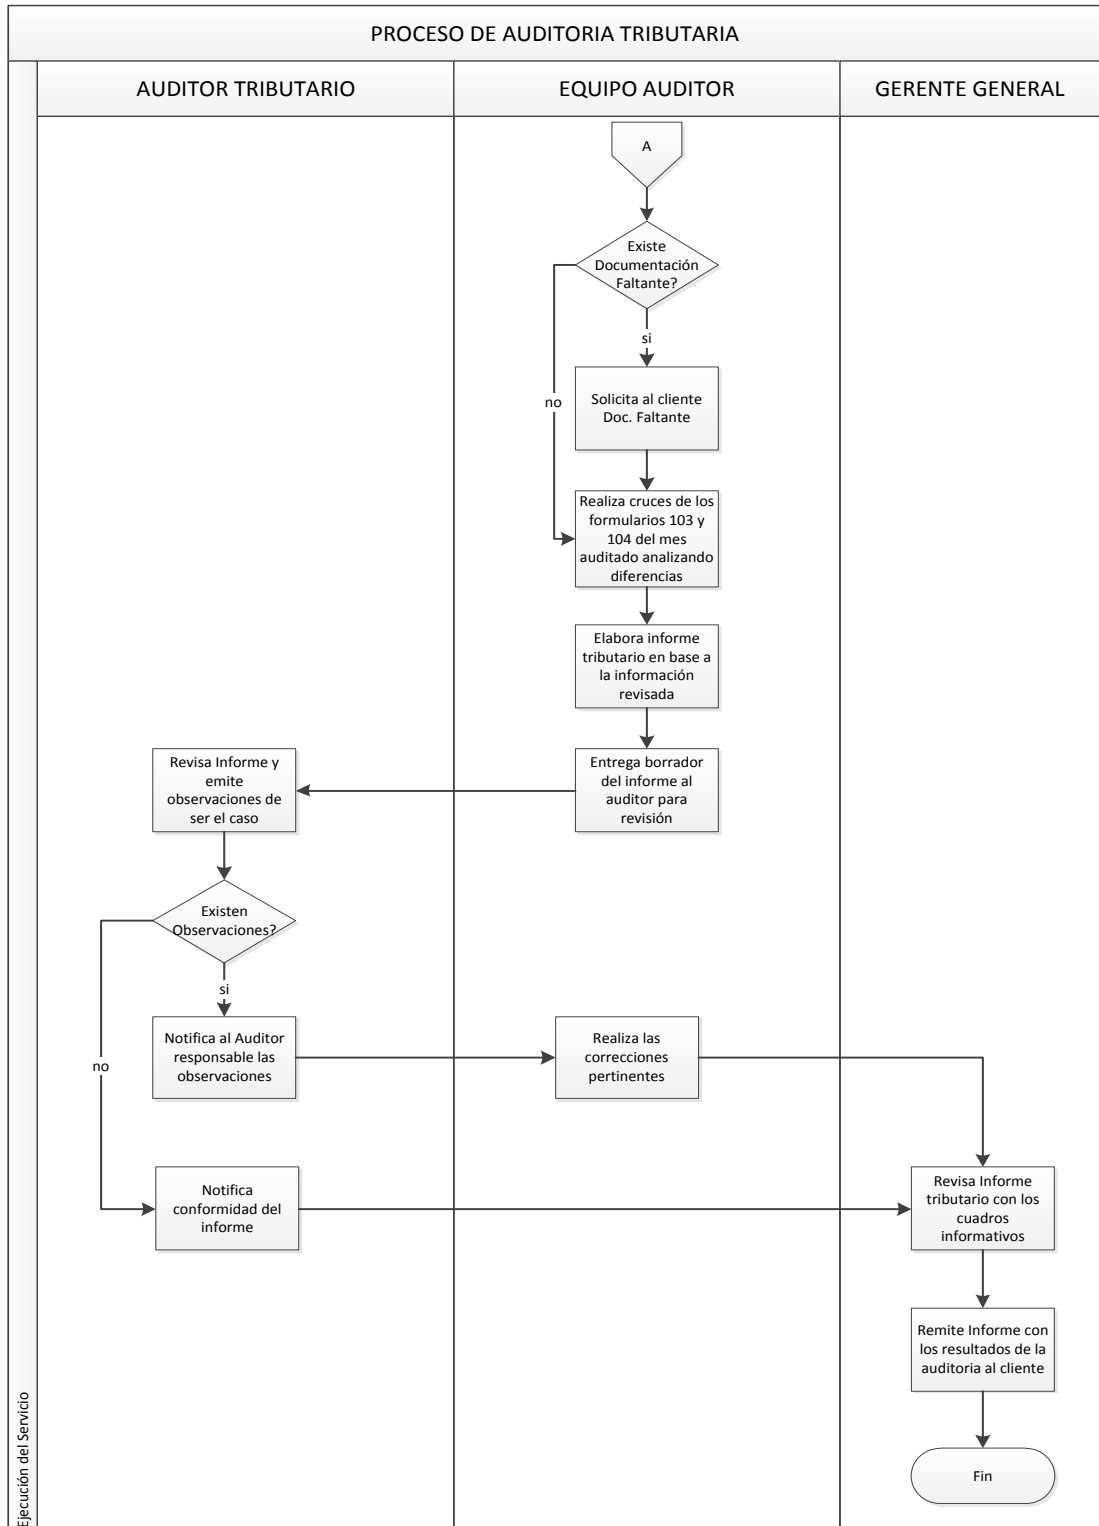 PROCESO DE AUDITORIA TRIBUTARIA
AUDITOR TRIBUTARIO
EQUIPO AUDITOR
GERENTE GENERAL
A
Existe
Documentación
Faltante?
si
no
Solicita al cliente
Doc. Faltante
Realiza cruces de los
formularios 103 y
104 del mes
auditado analizando
diferencias
Elabora informe
tributario en base a
la información
revisada
Entrega borrador
del informe al
auditor para
revisión
Revisa Informe y
emite
observaciones de
ser el caso
Existen
Observaciones?
si
no
Notifica al Auditor
responsable las
observaciones
Realiza las
correcciones
pertinentes
Notifica
conformidad del
informe
Revisa Informe
tributario con los
cuadros
informativos
Remite Informe con
los resultados de la
auditoria al cliente
Fin
Ejecución del Servicio